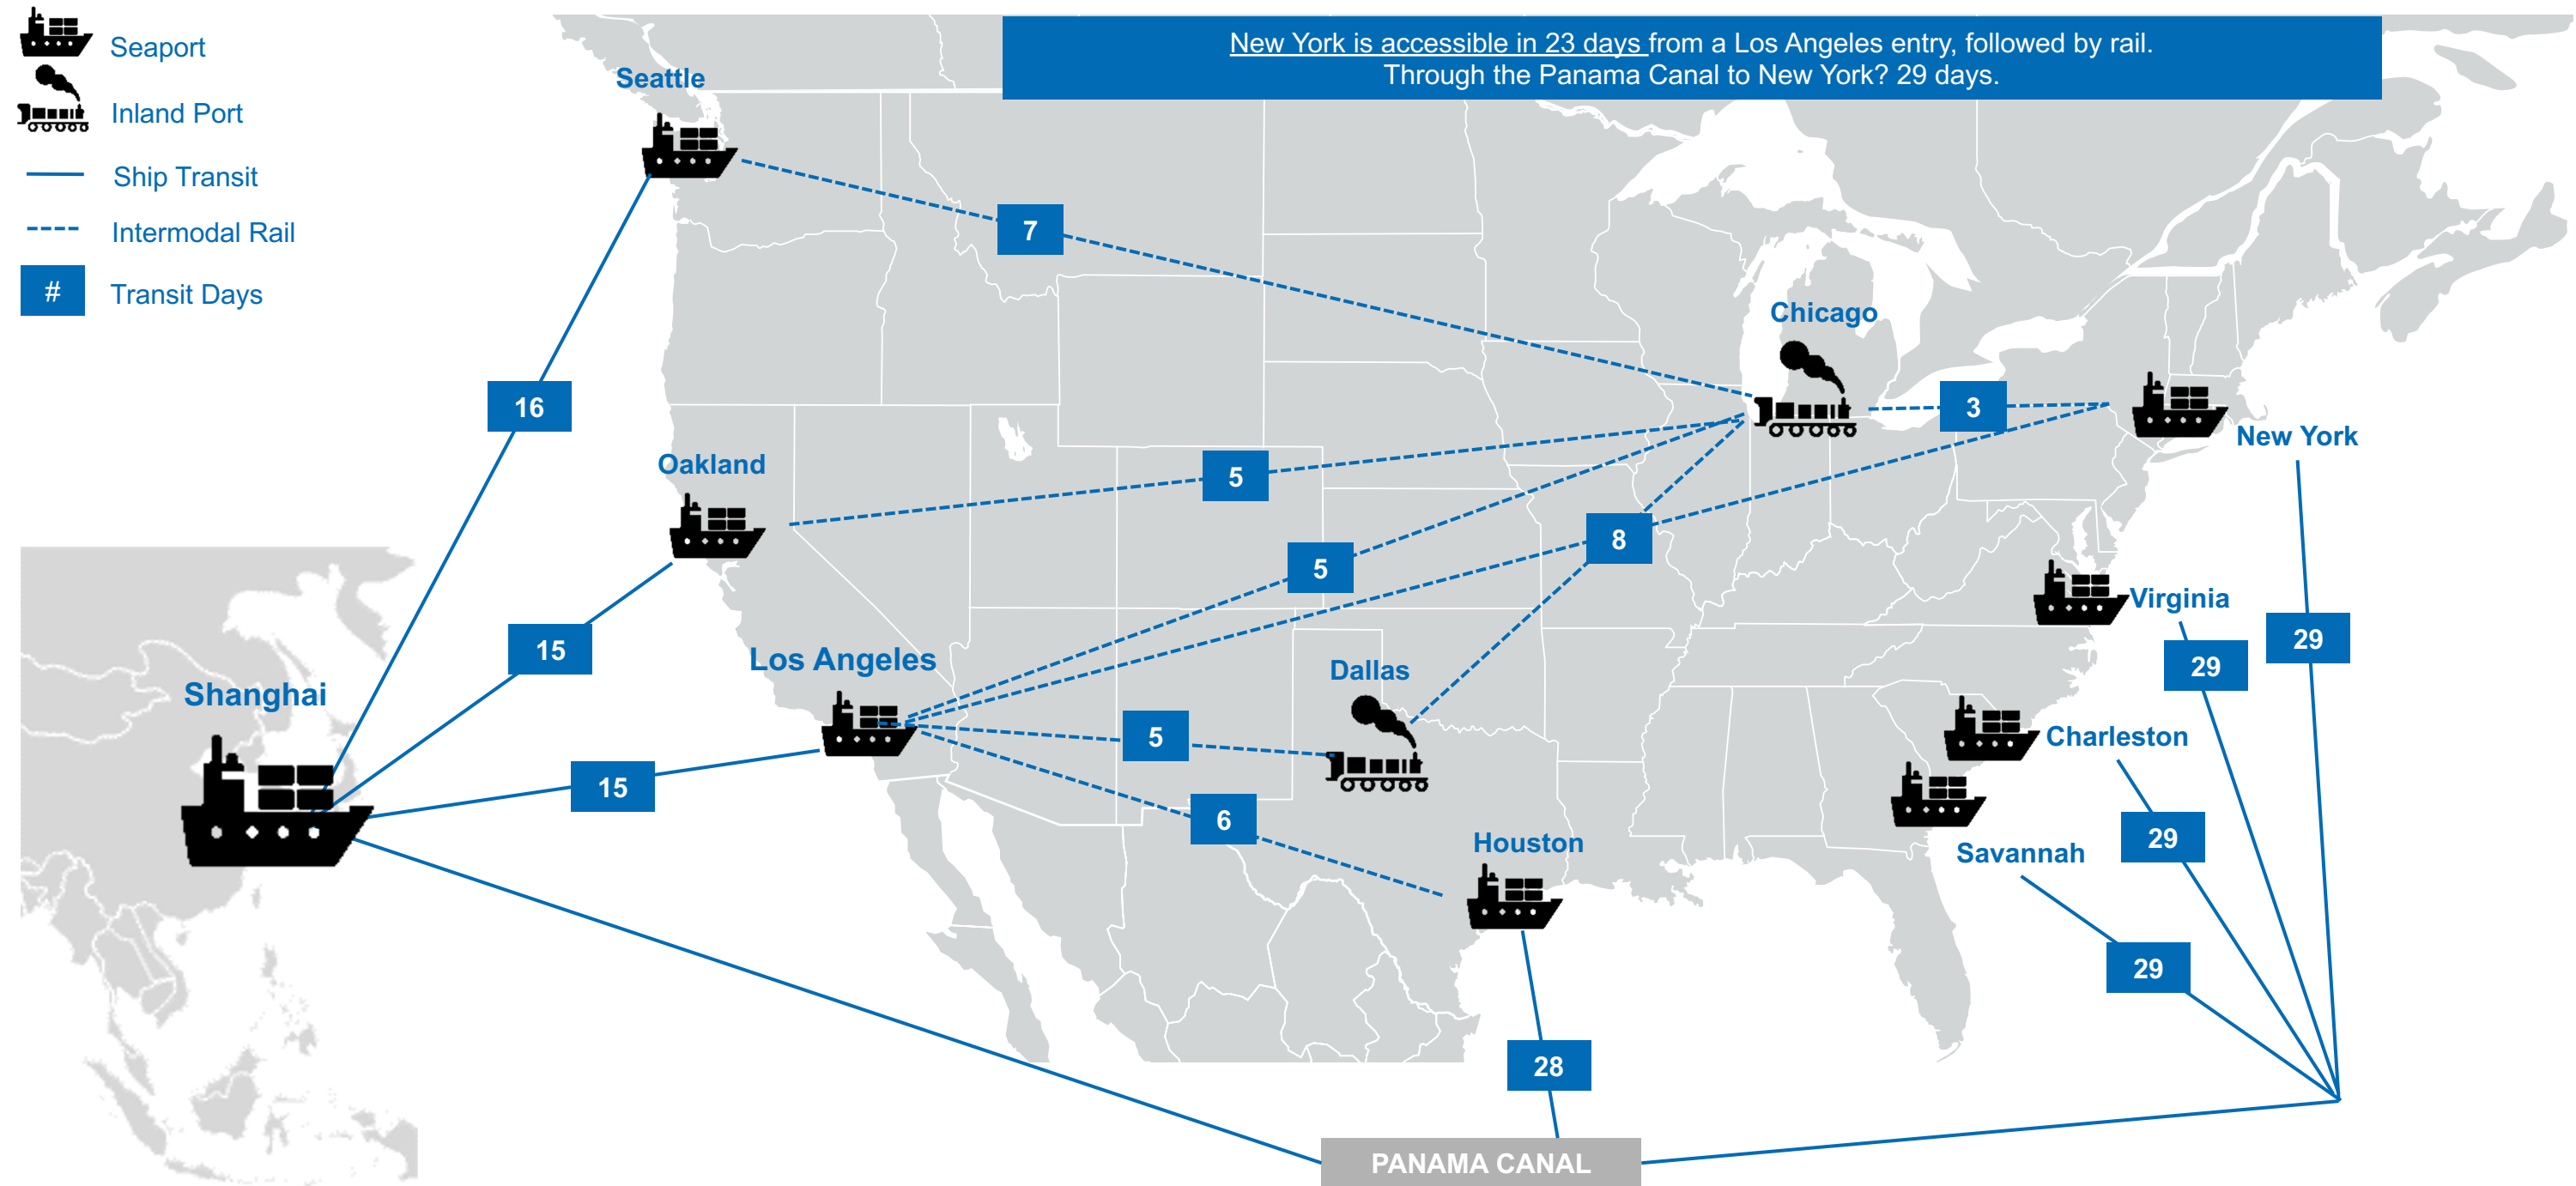 Seaport
Inland Port
Ship Transit
Intermodal Rail
# Transit Days
New York is accessible in 23 days from a Los Angeles entry, followed by rail.
Through the Panama Canal to New York? 29 days.
Seattle
7
Chicago
16
3
New York
Oakland
5
8
5
Virginia
29
29
15
Los Angeles
Dallas
Shanghai
5
Charleston
15
6
29
Houston
Savannah
29
28
PANAMA CANAL